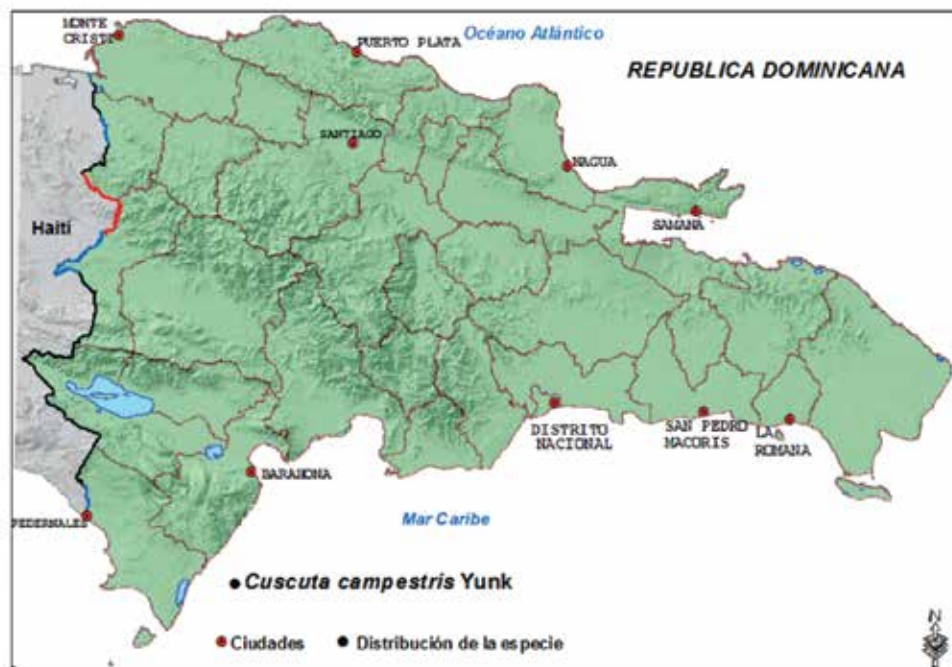 MONTE
CRISTI
PUERTO PLATA
Océano Atlántico
REPUBLICA DOMINICANA
SANTIAGO
NAGUA
Haití
SAMANA
DISTRITO
NACIONAL
SAN PEDRO
MACORIS
LA
ROMANA
BARAHONA
PEDERNALES
Mar Caribe
Cuscuta campestris Yunk
Ciudades
Distribución de la especie
N